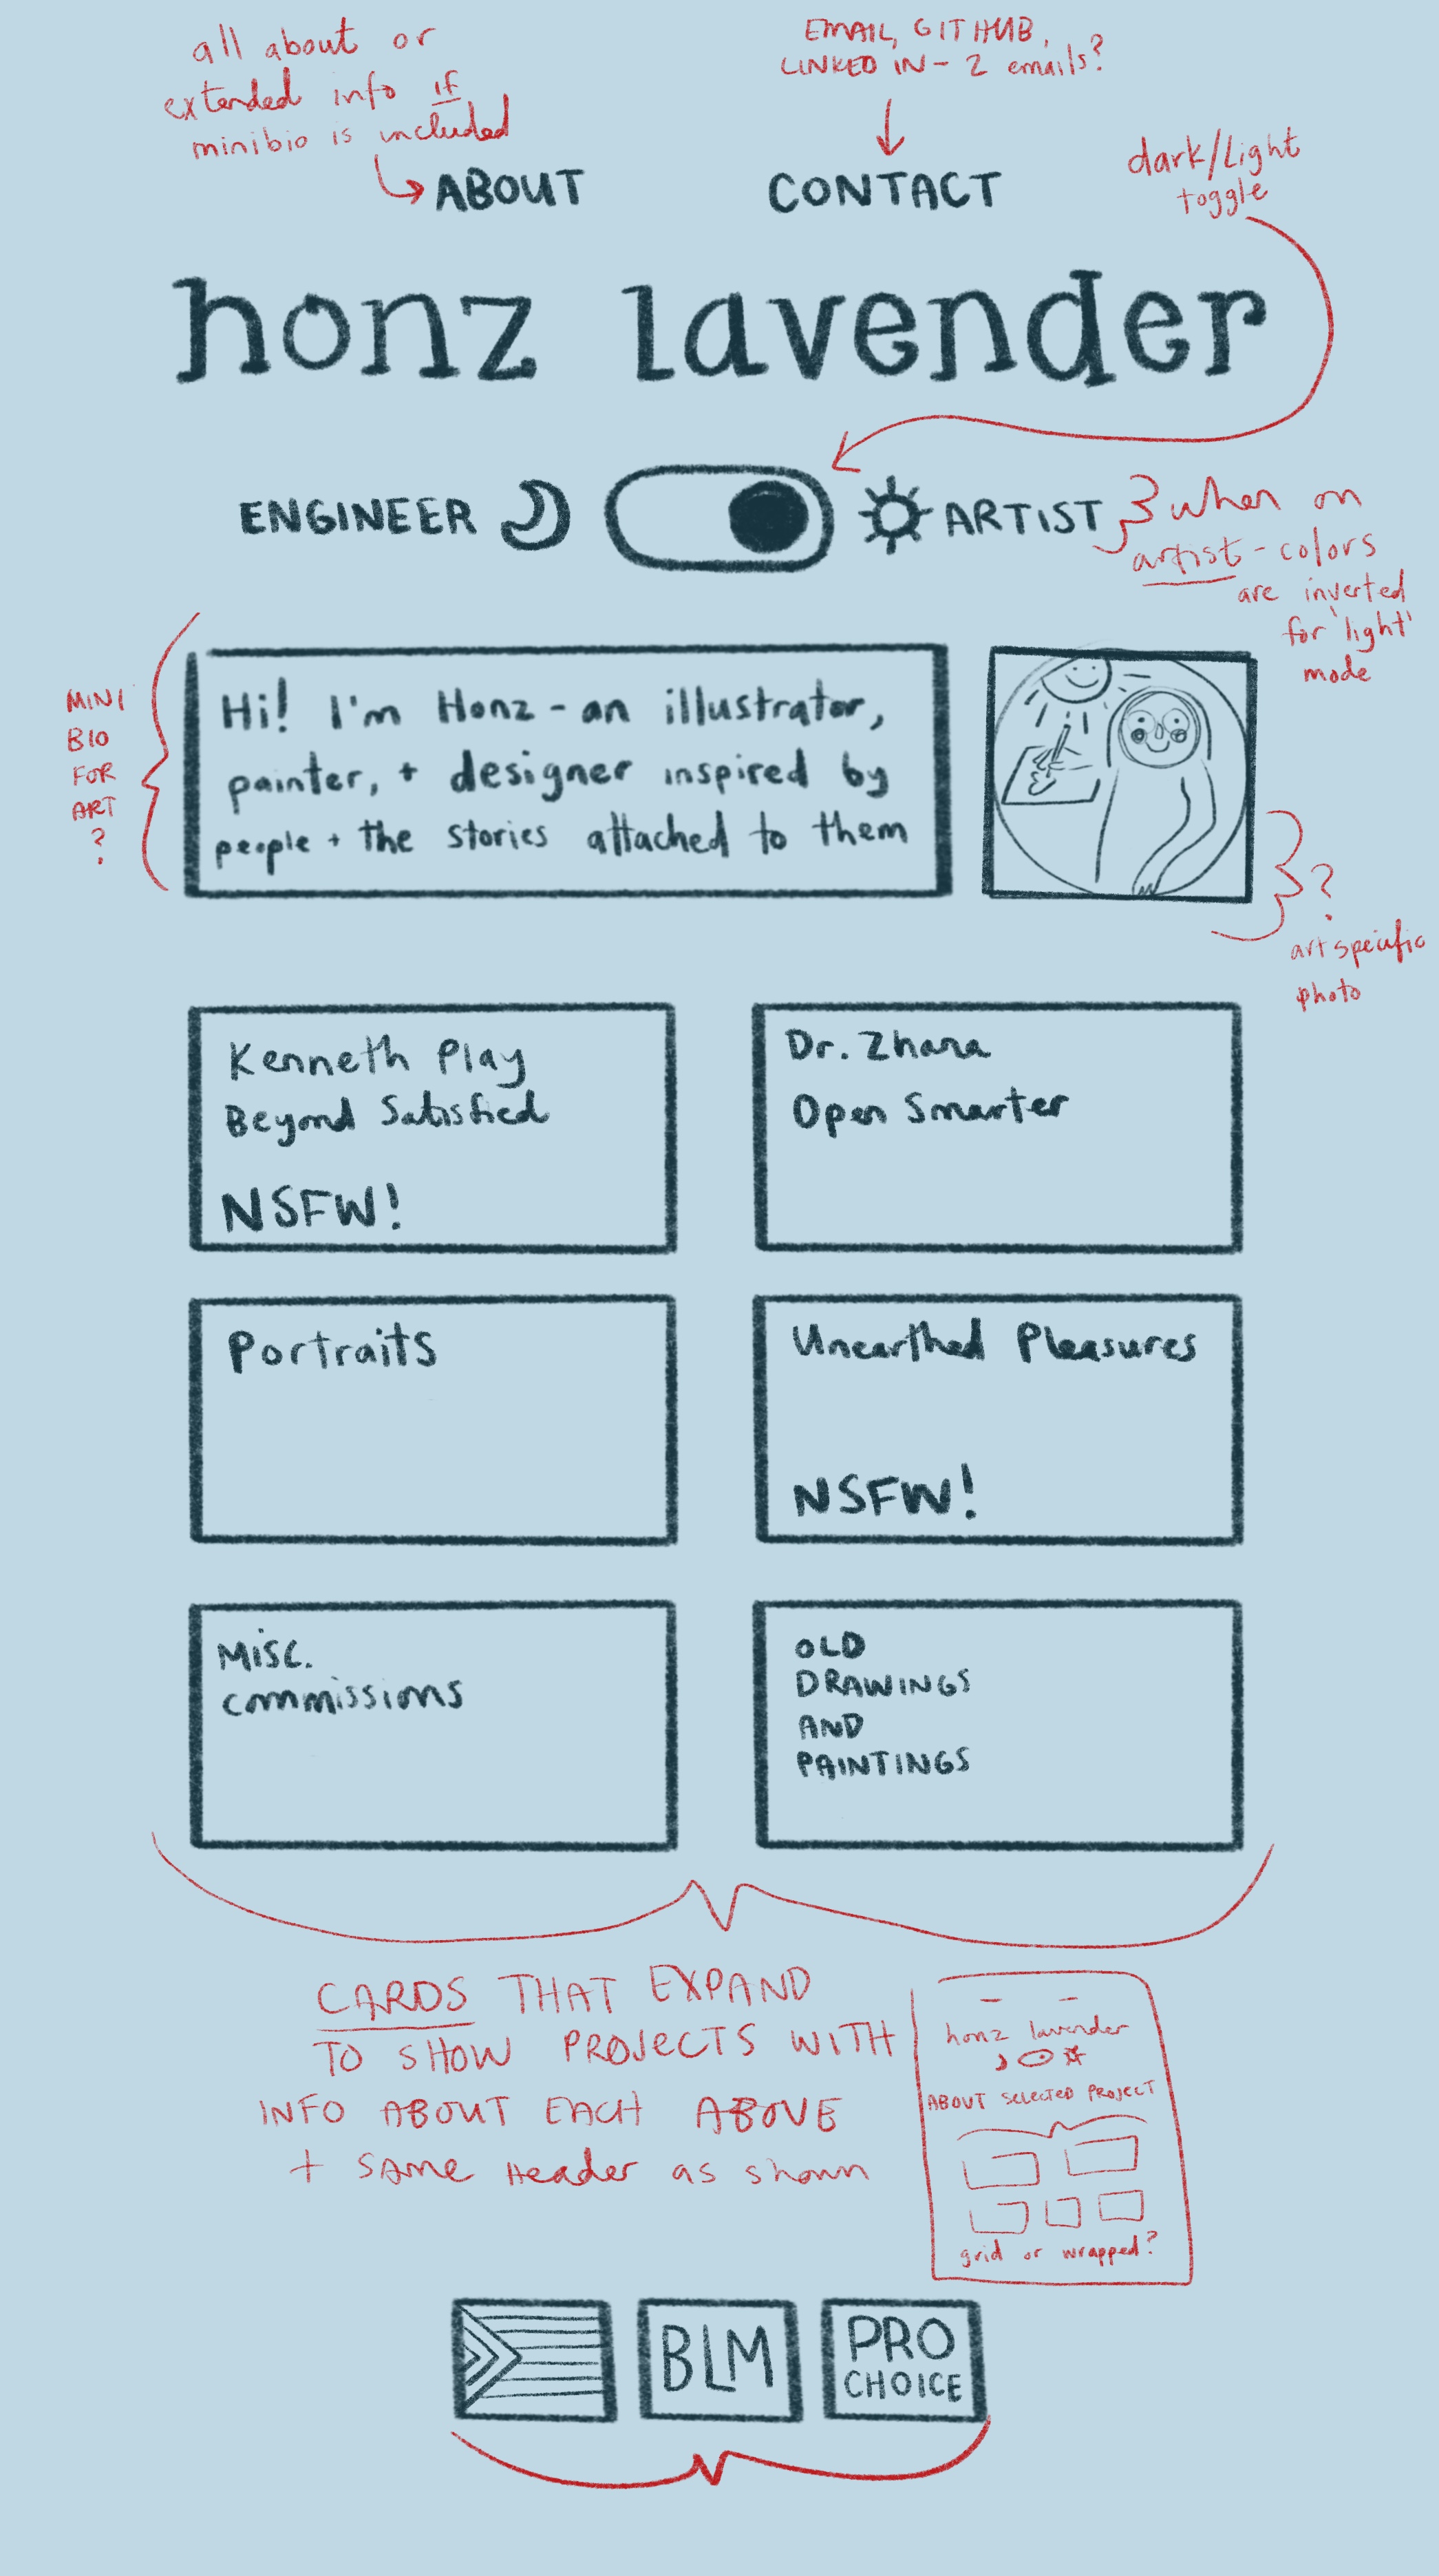 all about or
extended info if
minibio is included
EMAIL, GITHUB,
LINKED IN - 2 emails?
dark/light
toggle
ABOUT
CONTACT
honz lavender
ENGINEER
ARTIST
when on
artist - colors
are inverted
for 'light'
mode
MINI
BIO
FOR
ART
?
Hi! I'm Honz - an illustrator,
painter, + designer inspired by
people + the stories attached to them
?
art specific
photo
Kenneth Play
Beyond Satisfied
NSFW!
Dr. Zhana
Open Smarter
Portraits
Unearthed Pleasures
NSFW!
Misc.
commissions
OLD
DRAWINGS
AND
PAINTINGS
CARDS THAT EXPAND
TO SHOW PROJECTS WITH
INFO ABOUT EACH ABOVE
+ SAME Header as shown
honz lavender
ABOUT SELECTED PROJECT
grid or wrapped?
BLM
PRO
CHOICE